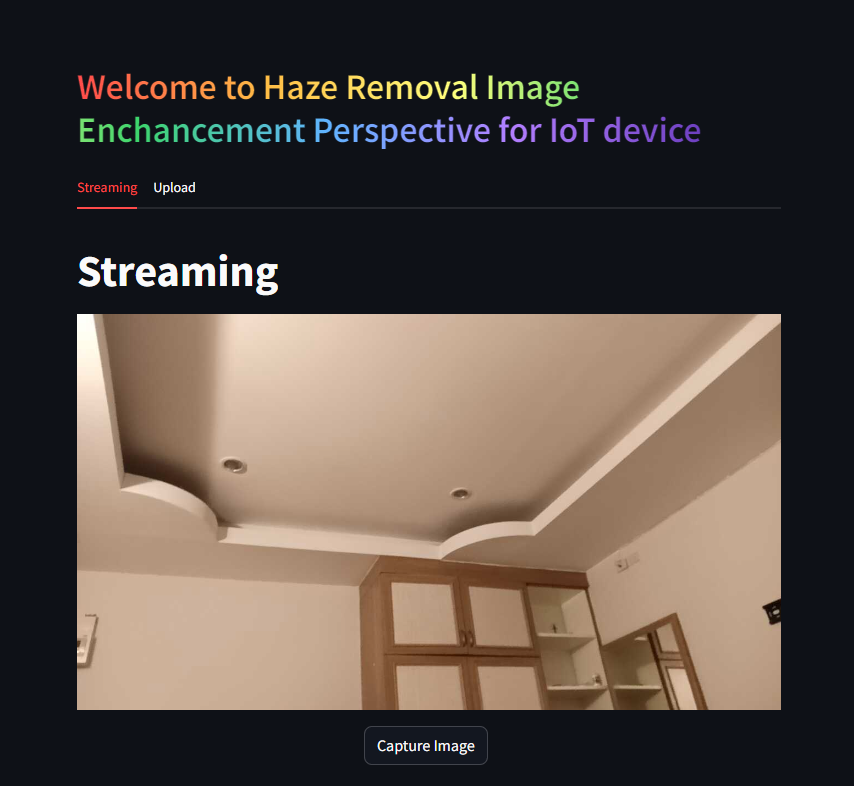 Welcome to Haze Removal Image
Enchancement Perspective for IoT device
Streaming Upload
Streaming
Capture Image